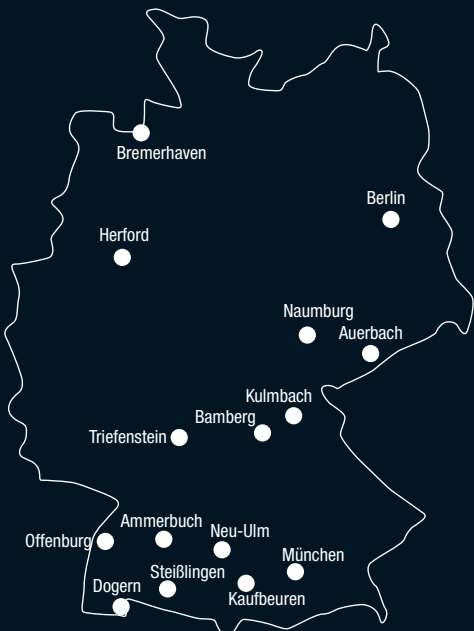 Bremerhaven
Berlin
Herford
Naumburg
Auerbach
Kulmbach
Bamberg
Triefenstein
Ammerbuch
Neu-Ulm
Offenburg
München
Steißlingen
Dogern
Kaufbeuren